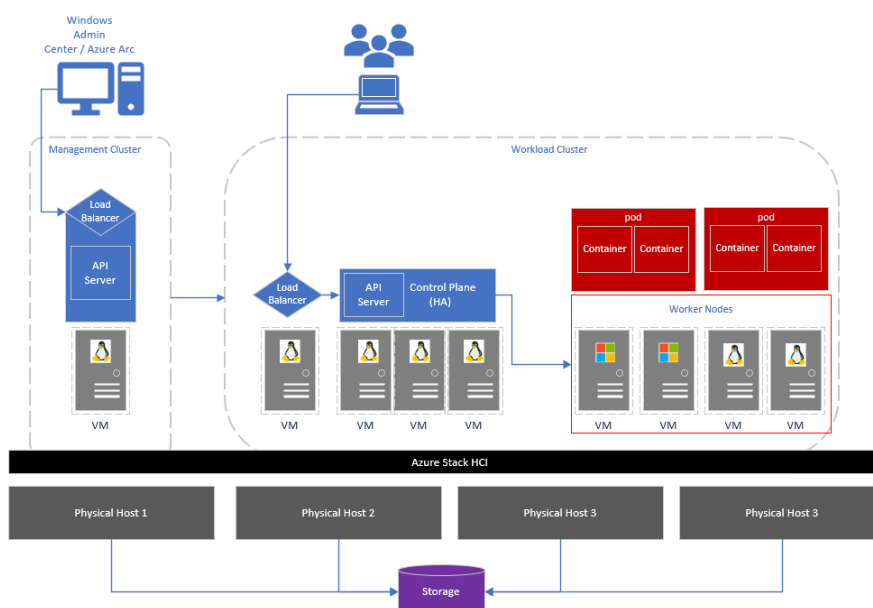 Windows
Admin
Center / Azure Arc
Management Cluster
Workload Cluster
Load
Balancer
API
Server
Load
Balancer
API
Server
Control Plane
(HA)
pod
Container
Container
pod
Container
Container
Worker Nodes
VM
VM
VM
VM
VM
VM
VM
VM
VM
Azure Stack HCI
Physical Host 1
Physical Host 2
Physical Host 3
Physical Host 3
Storage